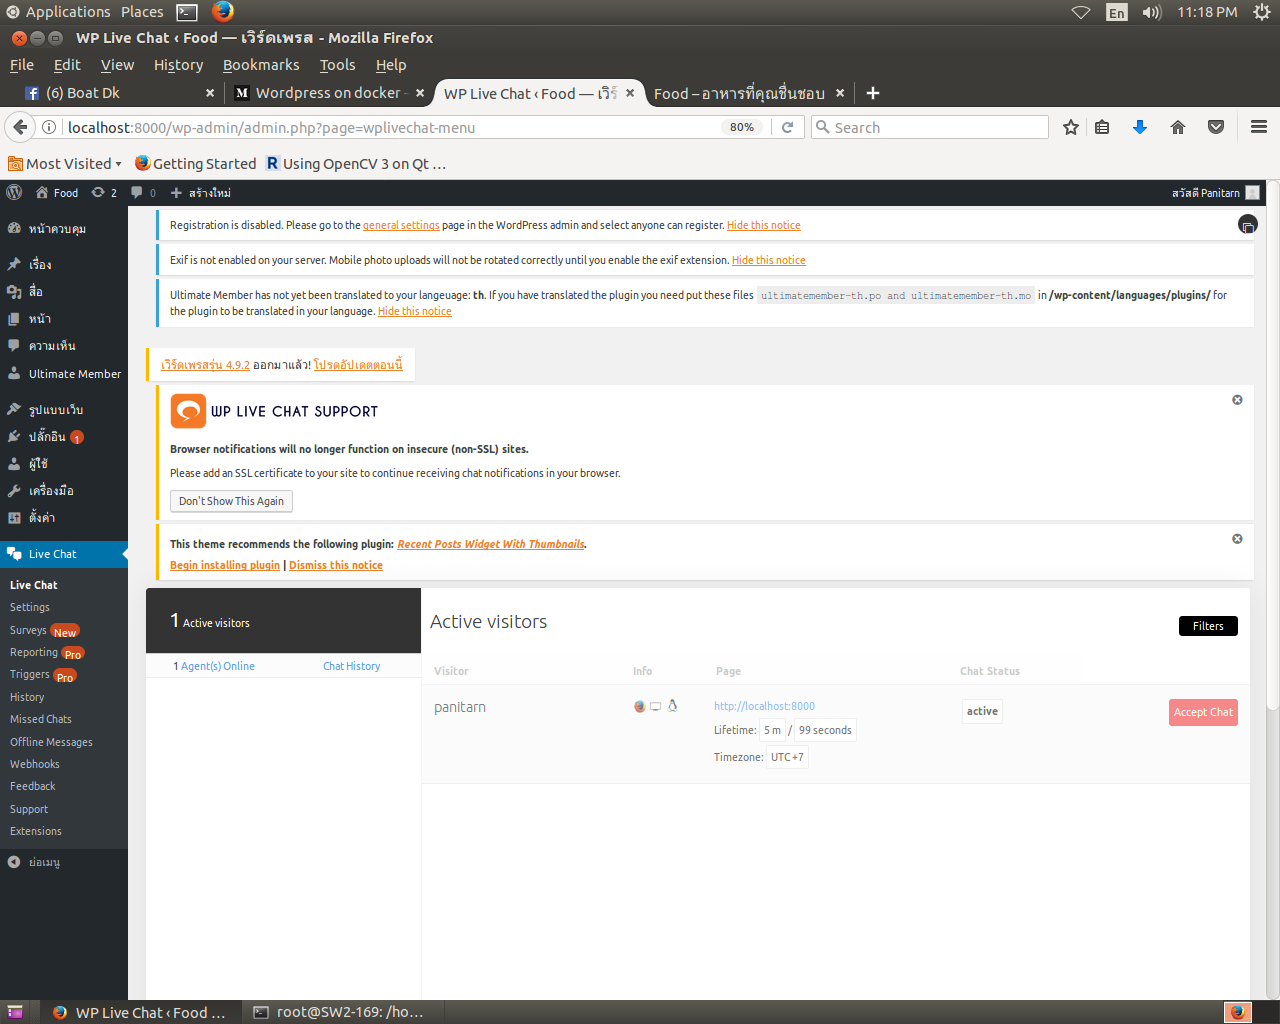 Applications Places En 11:18 PM
WP Live Chat ‹ Food — เวิร์ดเพรส - Mozilla Firefox
File Edit View History Bookmarks Tools Help
(6) Boat Dk Wordpress on docker - WP Live Chat ‹ Food — เวิร์ Food – อาหารที่คุณชื่นชอบ
localhost:8000/wp-admin/admin.php?page=wplivechat-menu 80% Search
Most Visited Getting Started Using OpenCV 3 on Qt ...
Food 2 0 สร้างใหม่ สวัสดี Panitarn
หน้าควบคุม
เรื่อง
สื่อ
หน้า
ความเห็น
Ultimate Member
รูปแบบเว็บ
ปลั๊กอิน 1
ผู้ใช้
เครื่องมือ
ตั้งค่า
Live Chat
Live Chat
Settings
Surveys New
Reporting Pro
Triggers Pro
History
Missed Chats
Offline Messages
Webhooks
Feedback
Support
Extensions
ย่อเมนู
Registration is disabled. Please go to the general settings page in the WordPress admin and select anyone can register. Hide this notice
Exif is not enabled on your server. Mobile photo uploads will not be rotated correctly until you enable the exif extension. Hide this notice
Ultimate Member has not yet been translated to your langeuage: th. If you have translated the plugin you need put these files ultimatemember-th.po and ultimatemember-th.mo in /wp-content/languages/plugins/ for
the plugin to be translated in your language. Hide this notice
เวิร์ดเพรสรุ่น 4.9.2 ออกมาแล้ว! โปรดอัปเดตตอนนี้
WP LIVE CHAT SUPPORT
Browser notifications will no longer function on insecure (non-SSL) sites.
Please add an SSL certificate to your site to continue receiving chat notifications in your browser.
Don't Show This Again
This theme recommends the following plugin: Recent Posts Widget With Thumbnails.
Begin installing plugin | Dismiss this notice
1 Active visitors
1 Agent(s) Online Chat History
Active visitors Filters
Visitor Info Page Chat Status
panitarn http://localhost:8000 active Accept Chat
Lifetime: 5 m / 99 seconds
Timezone: UTC +7
WP Live Chat ‹ Food ... root@SW2-169: /ho...